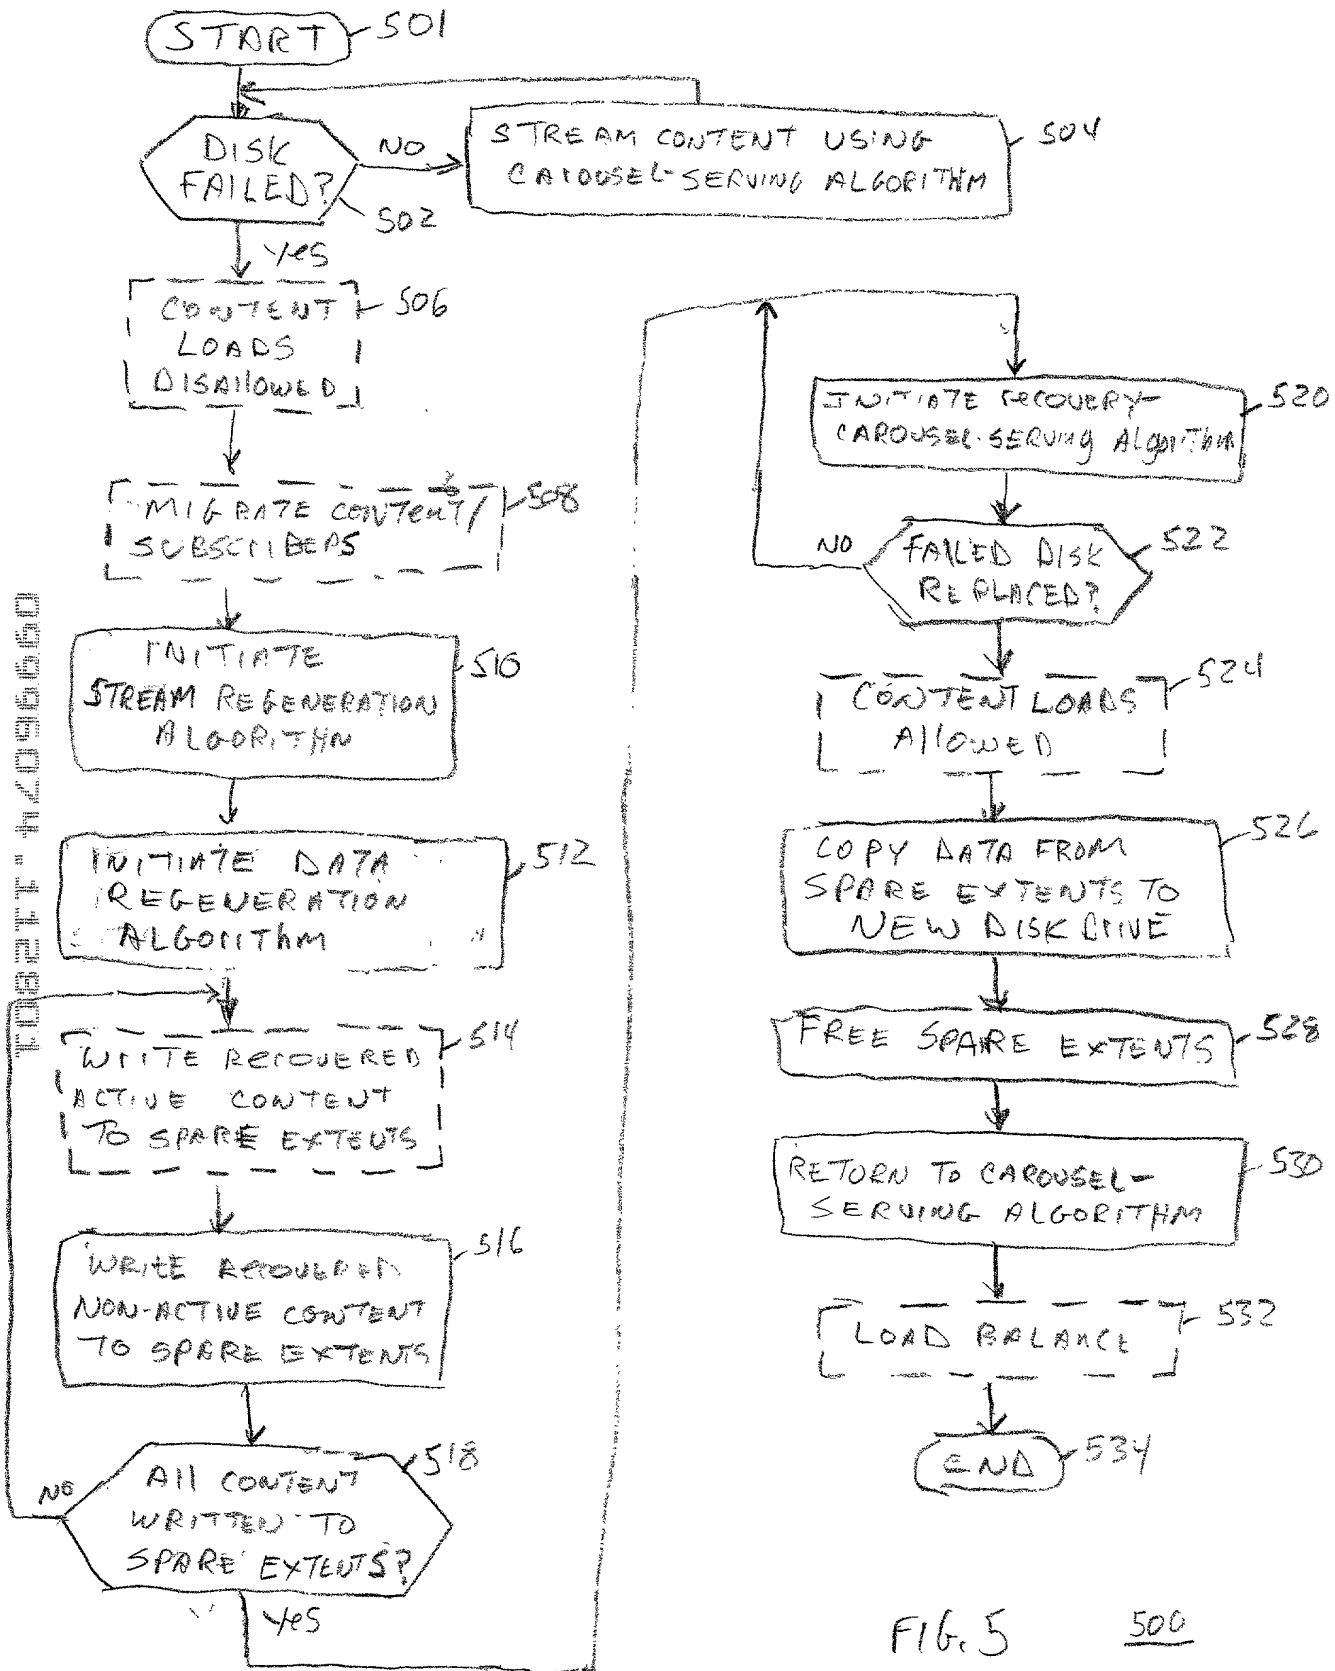 START 501
DISK
FAILED?
502
NO
STREAM CONTENT USING
CAROUSEL-SERVING ALGORITHM
504
Yes
CONTENT
LOADS
DISALLOWED
506
MIGRATE CONTENT/
SUBSCRIBERS
508
INITIATE
STREAM REGENERATION
ALGORITHM
510
INITIATE DATA
REGENERATION
ALGORITHM
512
WRITE RECOVERED
ACTIVE CONTENT
TO SPARE EXTENTS
514
WRITE RECOVERED
NON-ACTIVE CONTENT
TO SPARE EXTENTS
516
All CONTENT
WRITTEN TO
SPARE EXTENTS?
518
NO
Yes
INITIATE RECOVERY-
CAROUSEL-SERVING Algorithm
520
FAILED DISK
REPLACED?
522
NO
CONTENT LOADS
Allowed
524
COPY DATA FROM
SPARE EXTENTS TO
NEW DISK DRIVE
526
FREE SPARE EXTENTS
528
RETURN TO CAROUSEL-
SERVING ALGORITHM
530
LOAD BALANCE
532
END
534
FIG. 5 500